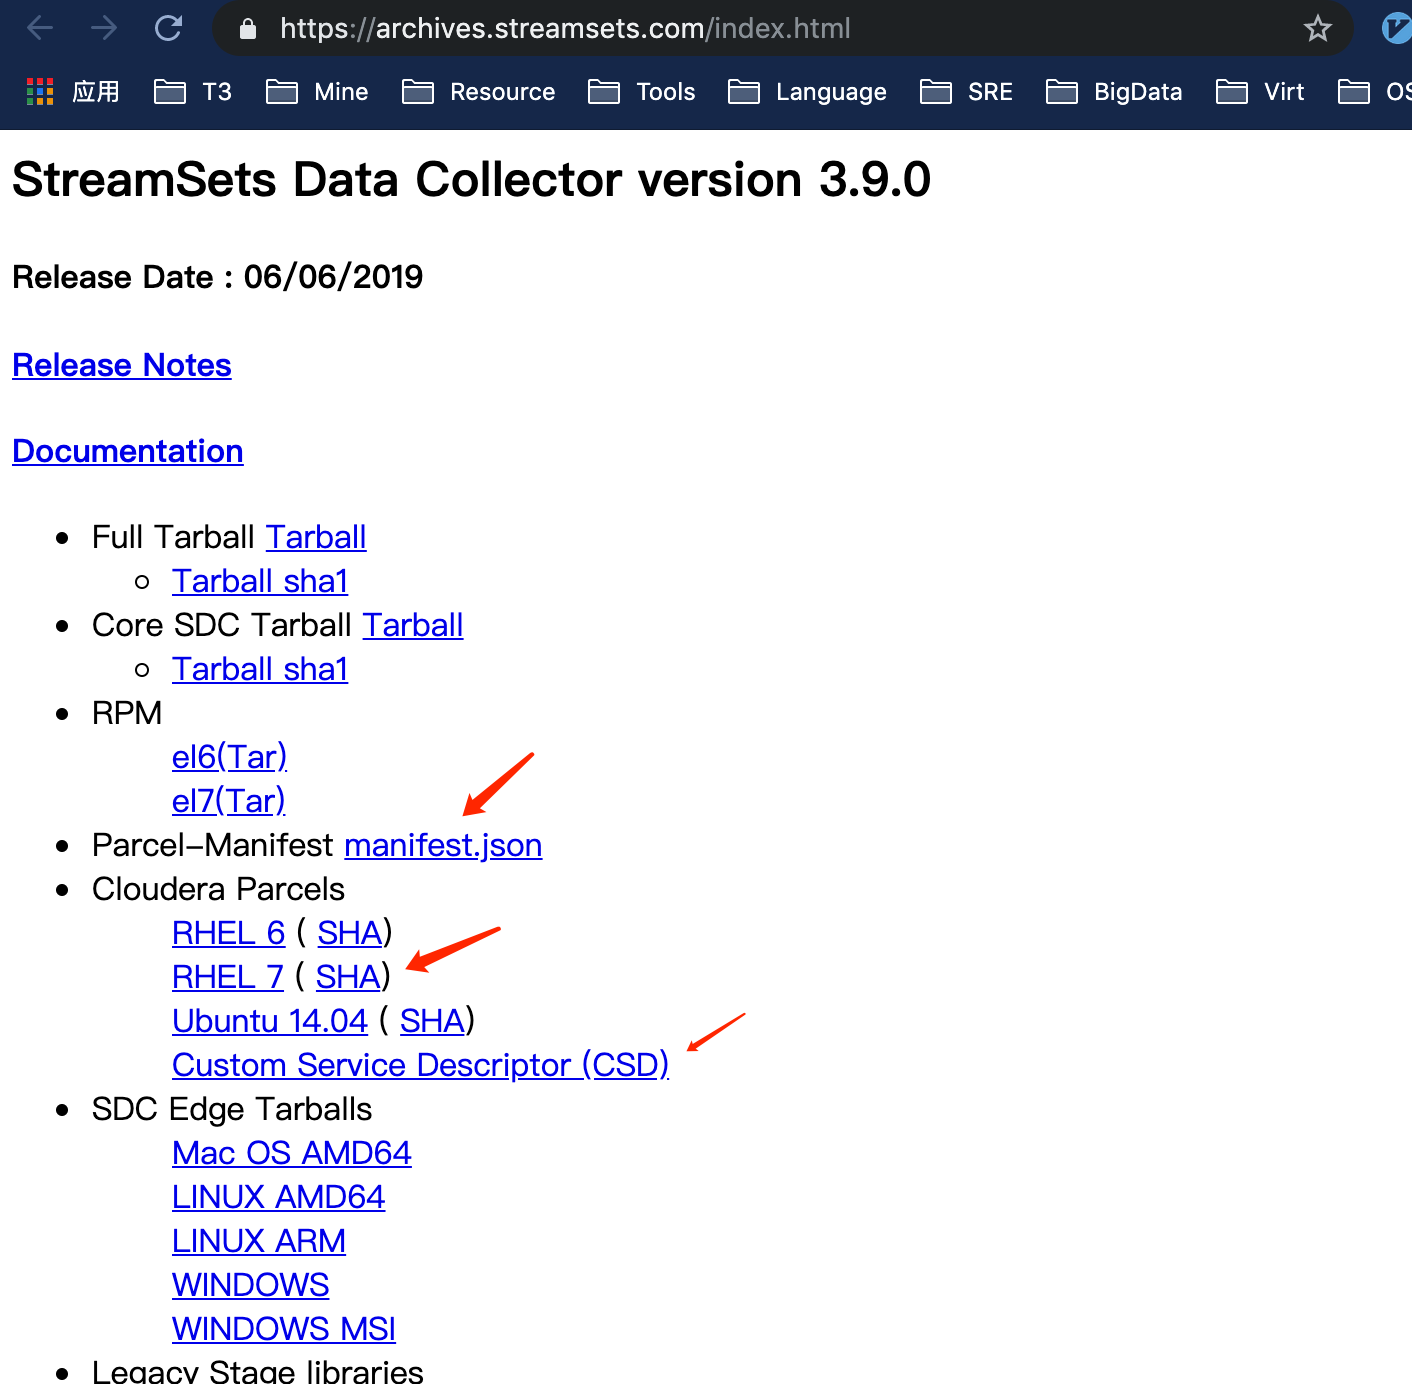 https://archives.streamsets.com/index.html
应用 T3 Mine Resource Tools Language SRE BigData Virt
StreamSets Data Collector version 3.9.0
Release Date : 06/06/2019
Release Notes
Documentation
Full Tarball Tarball
Tarball sha1
Core SDC Tarball Tarball
Tarball sha1
RPM
el6(Tar)
el7(Tar)
Parcel-Manifest manifest.json
Cloudera Parcels
RHEL 6 ( SHA)
RHEL 7 ( SHA)
Ubuntu 14.04 ( SHA)
Custom Service Descriptor (CSD)
SDC Edge Tarballs
Mac OS AMD64
LINUX AMD64
LINUX ARM
WINDOWS
WINDOWS MSI
Legacy Stage libraries